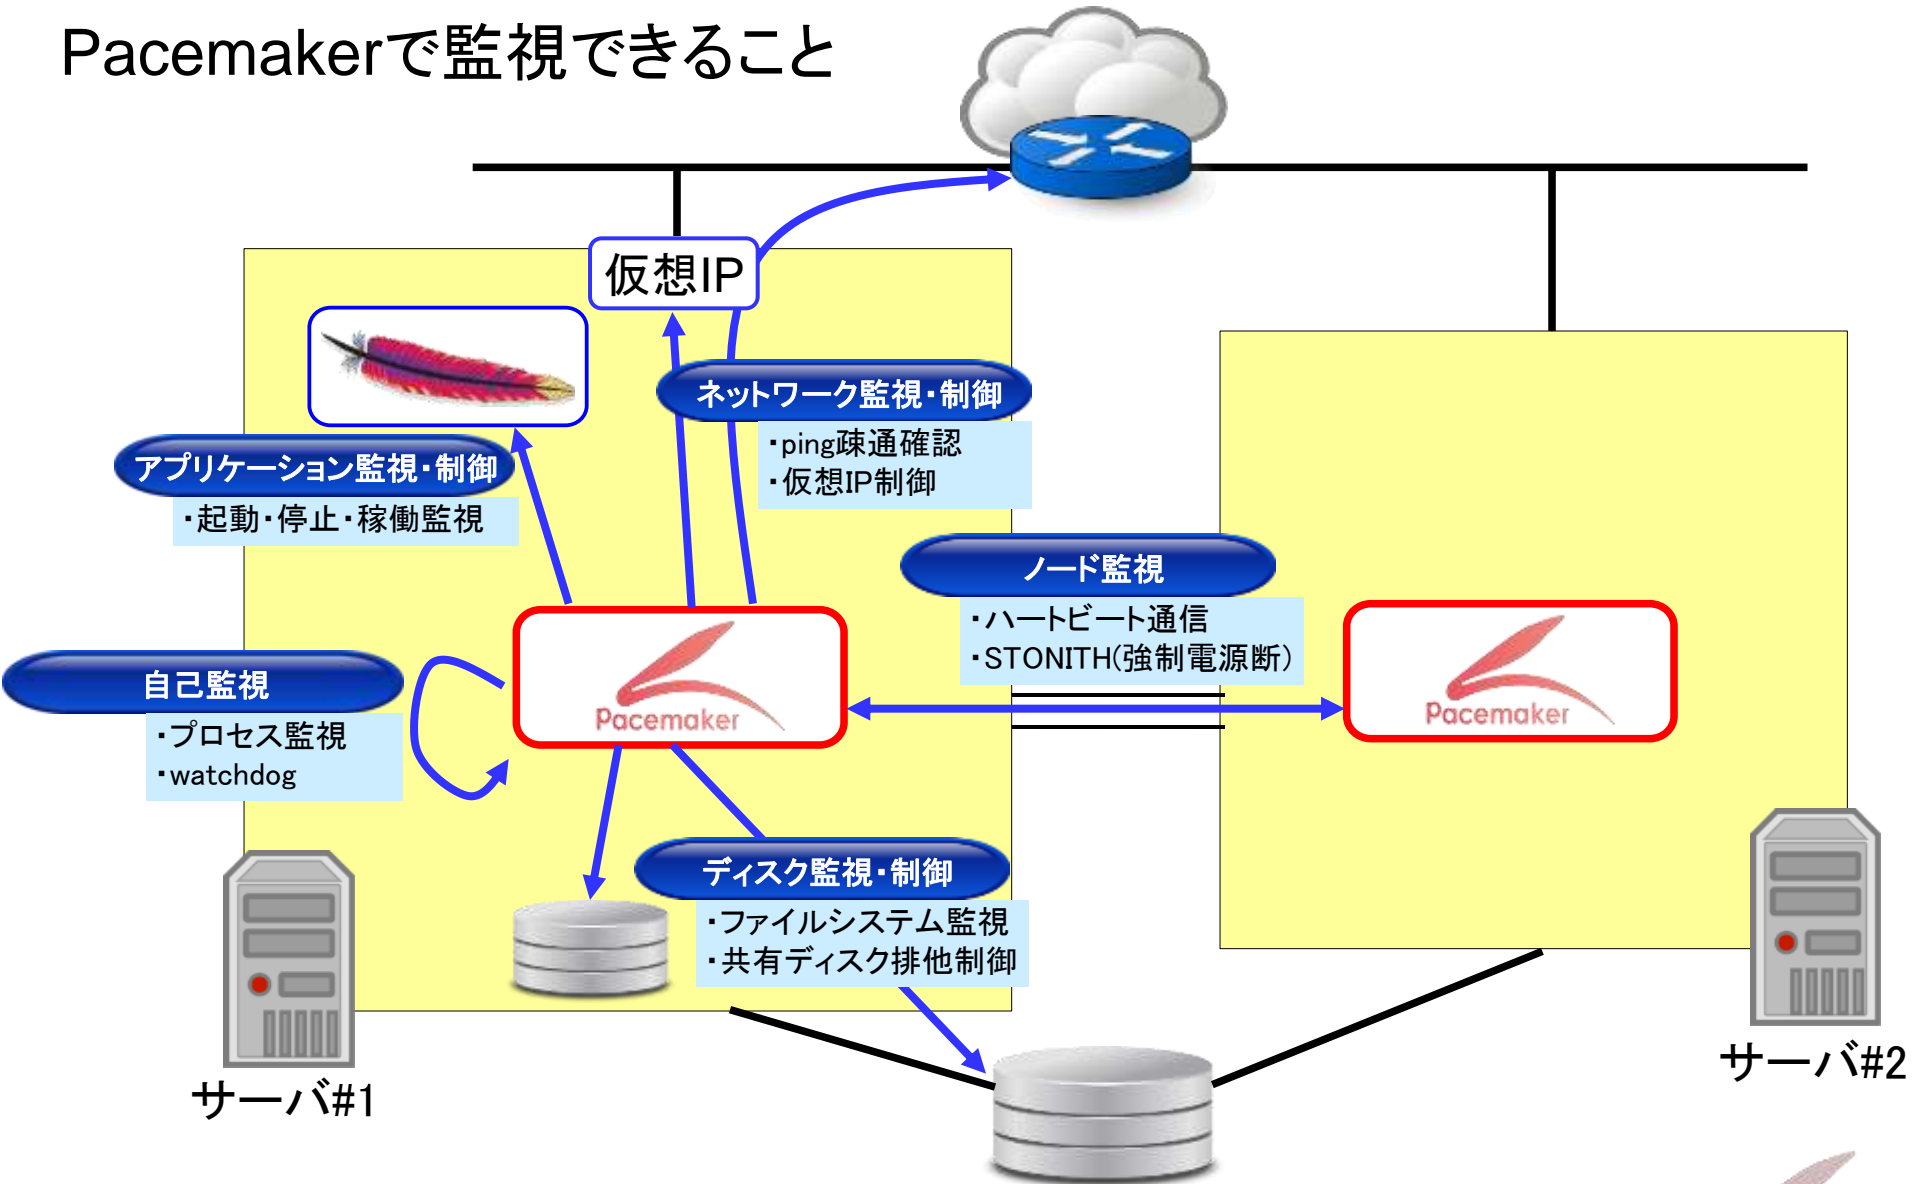 Pacemakerで監視できること
仮想IP
ネットワーク監視・制御
・ping疎通確認
・仮想IP制御
アプリケーション監視・制御
・起動・停止・稼働監視
ノード監視
・ハートビート通信
・STONITH(強制電源断)
自己監視
・プロセス監視
・watchdog
Pacemaker
Pacemaker
ディスク監視・制御
・ファイルシステム監視
・共有ディスク排他制御
サーバ#1
サーバ#2